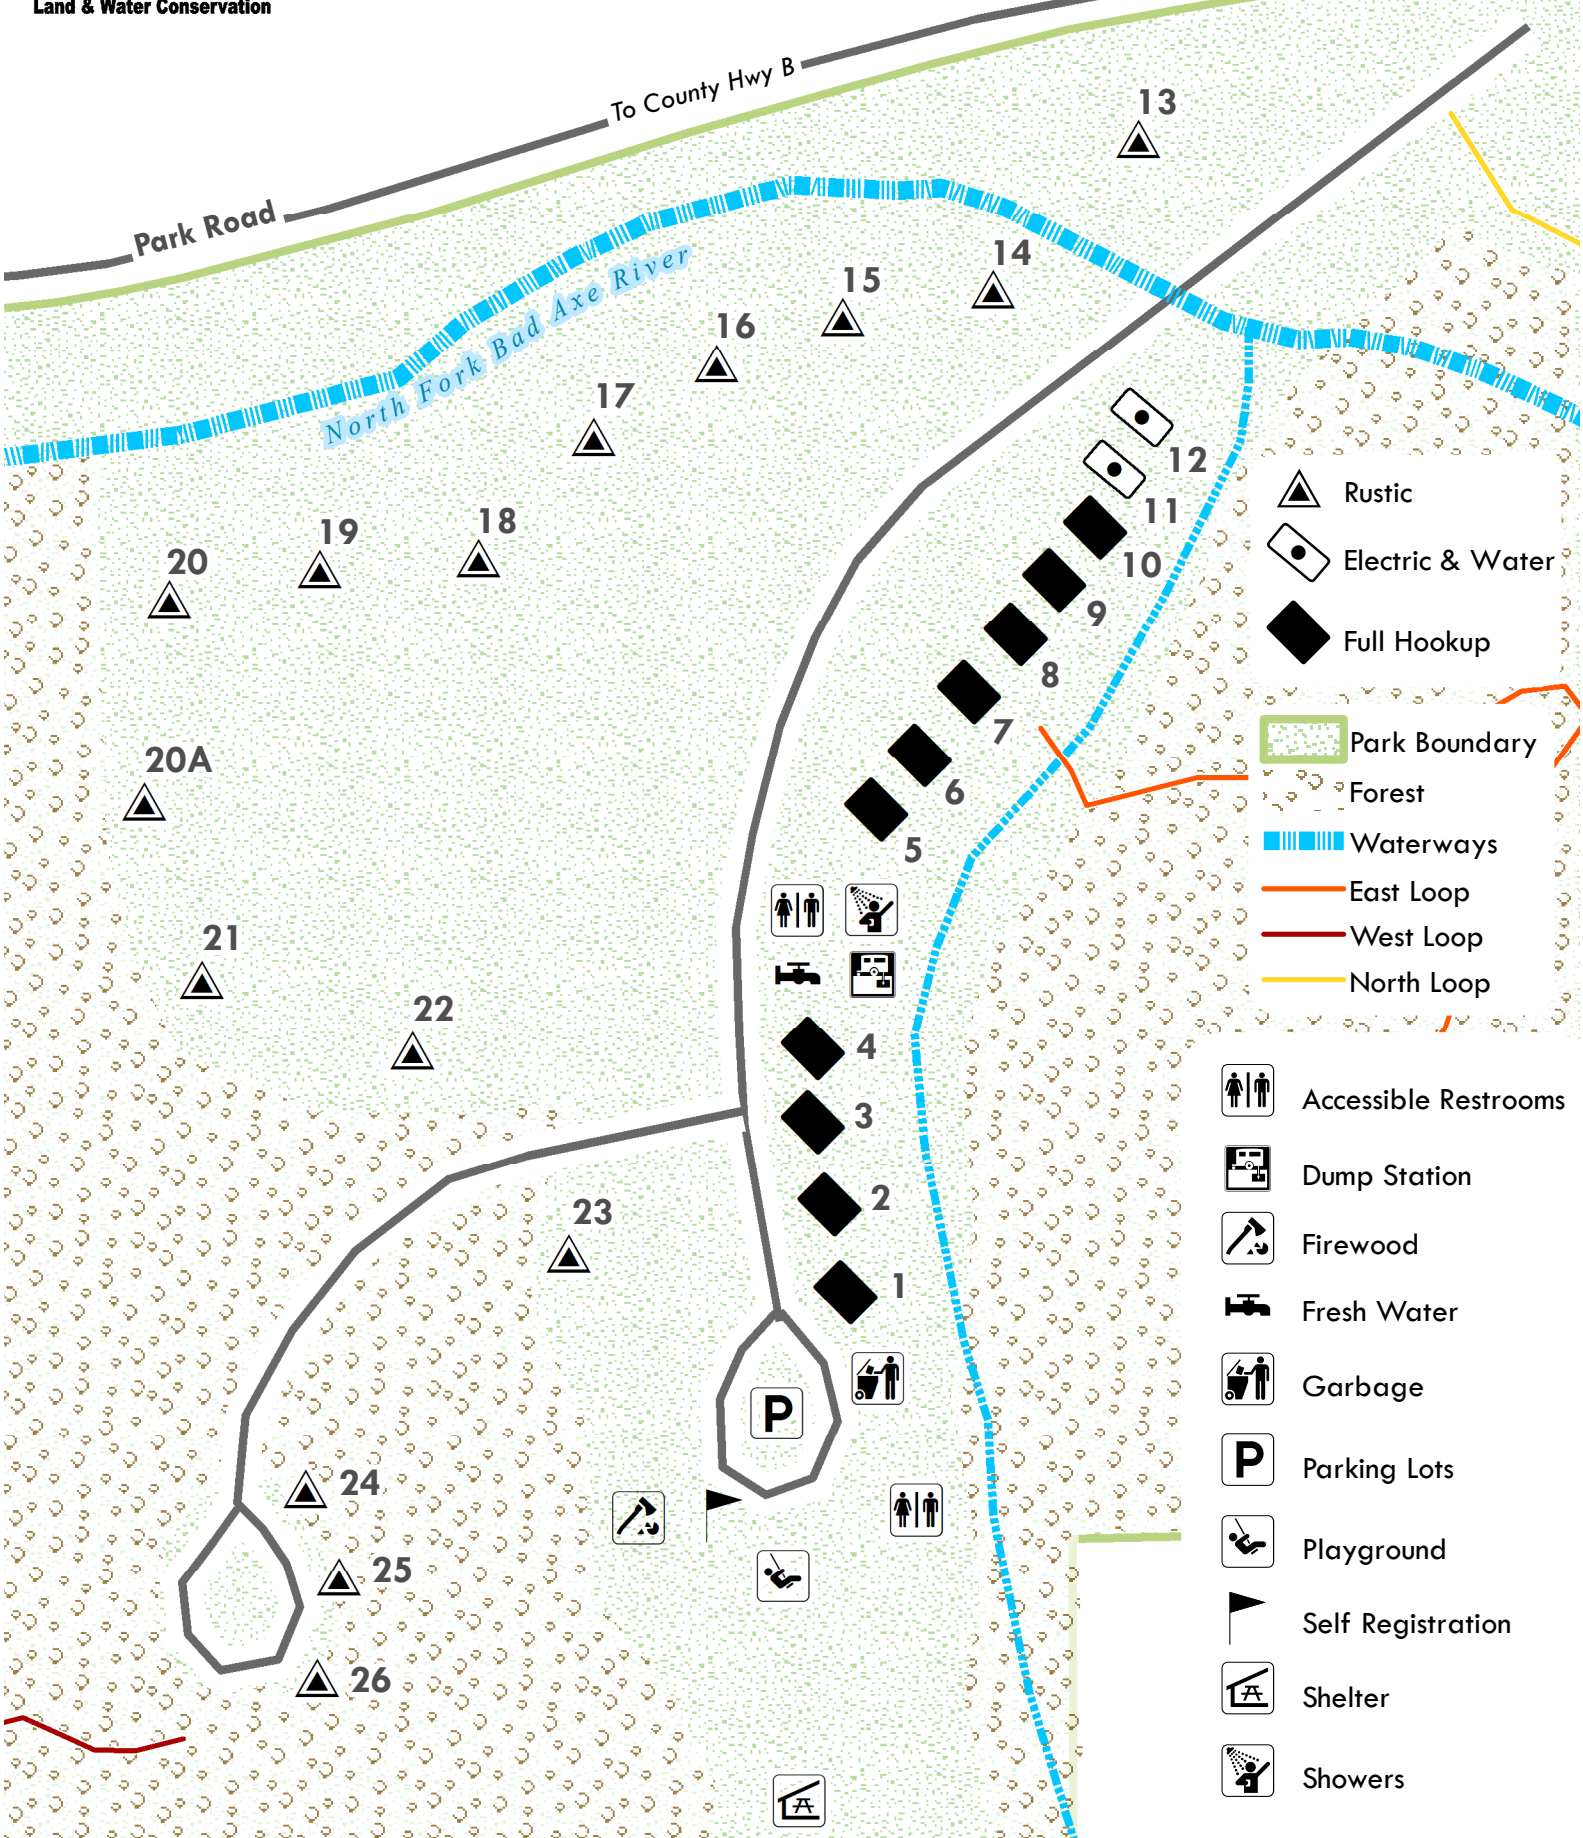 Land & Water Conservation
To County Hwy B
Park Road
North Fork Bad Axe River
13
14
15
16
17
18
19
20
20A
21
22
23
24
25
26
12
11
10
9
8
7
6
5
4
3
2
1
P
Rustic
Electric & Water
Full Hookup
Park Boundary
Forest
Waterways
East Loop
West Loop
North Loop
Accessible Restrooms
Dump Station
Firewood
Fresh Water
Garbage
P
Parking Lots
Playground
Self Registration
Shelter
Showers